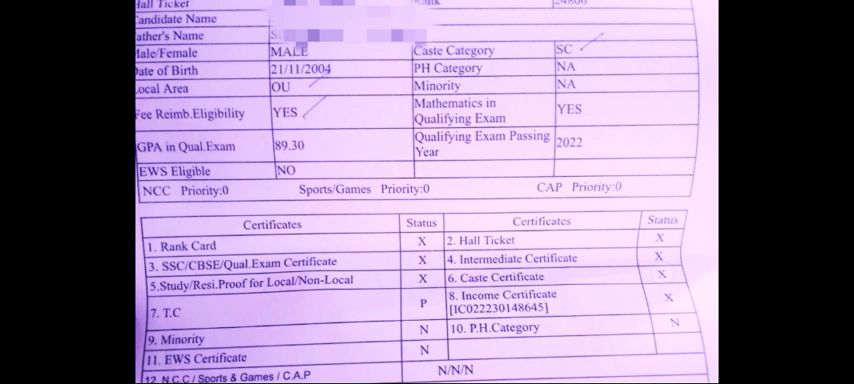 Hall Ticket Rank 24806
Candidate Name
Father's Name S
Male/Female MALE Caste Category SC
Date of Birth 21/11/2004 PH Category NA
Local Area OU Minority NA
Fee Reimb.Eligibility YES Mathematics in Qualifying Exam YES
GPA in Qual.Exam 89.30 Qualifying Exam Passing Year 2022
EWS Eligible NO
NCC Priority:0 Sports/Games Priority:0 CAP Priority:0
Certificates Status Certificates Status
1. Rank Card X 2. Hall Ticket X
3. SSC/CBSE/Qual.Exam Certificate X 4. Intermediate Certificate X
5.Study/Resi.Proof for Local/Non-Local X 6. Caste Certificate X
7. T.C P 8. Income Certificate [IC022230148645] X
9. Minority N 10. P.H.Category N
11. EWS Certificate N
12. N.C.C / Sports & Games / C.A.P N/N/N